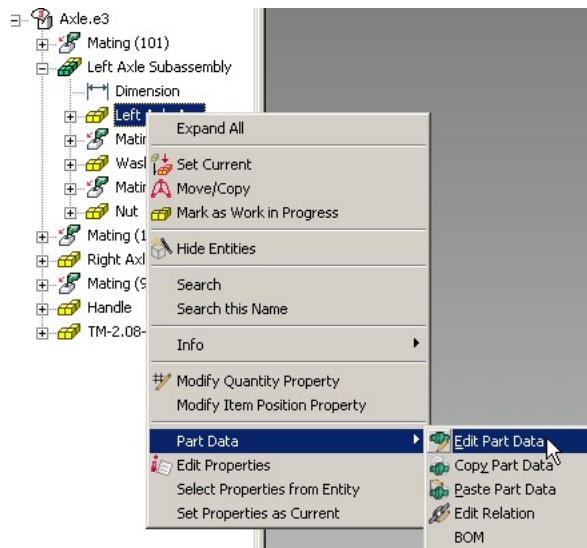 Axle.e3
Mating (101)
Left Axle Subassembly
Dimension
Left
Expand All
Set Current
Move/Copy
Mark as Work in Progress
Nut
Hide Entities
Mating (1
Right Axl
Mating (9
Search
Handle
Search this Name
TM-2.08-
Info
Modify Quantity Property
Modify Item Position Property
Part Data
Edit Part Data
Edit Properties
Copy Part Data
Select Properties from Entity
Paste Part Data
Set Properties as Current
Edit Relation
BOM